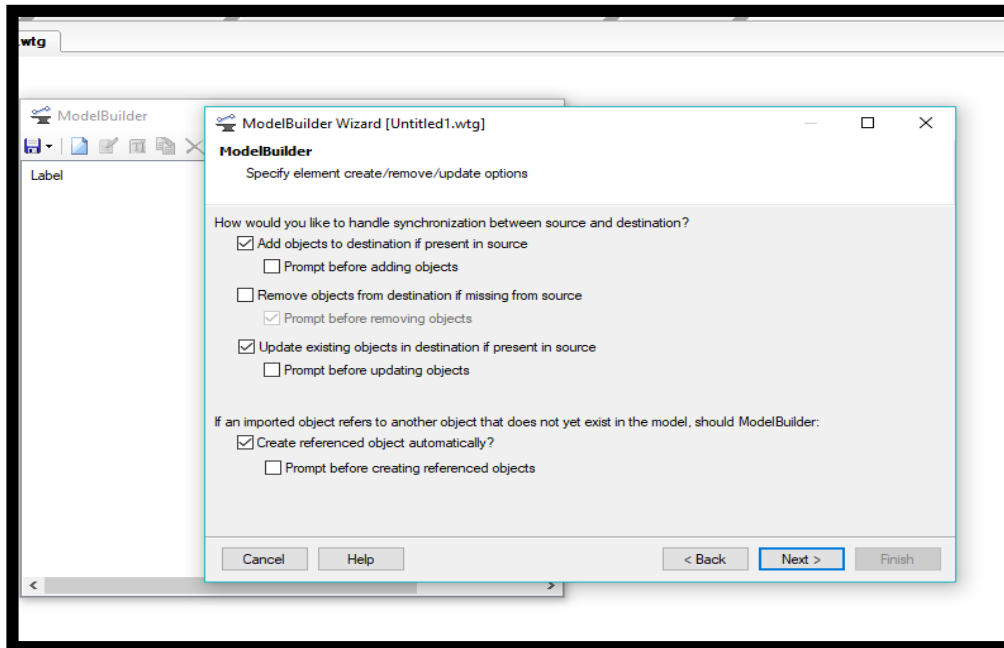 .wtg
ModelBuilder
Label
ModelBuilder Wizard [Untitled1.wtg]
ModelBuilder
Specify element create/remove/update options
How would you like to handle synchronization between source and destination?
Add objects to destination if present in source
Prompt before adding objects
Remove objects from destination if missing from source
Prompt before removing objects
Update existing objects in destination if present in source
Prompt before updating objects
If an imported object refers to another object that does not yet exist in the model, should ModelBuilder:
Create referenced object automatically?
Prompt before creating referenced objects
Cancel Help < Back Next > Finish